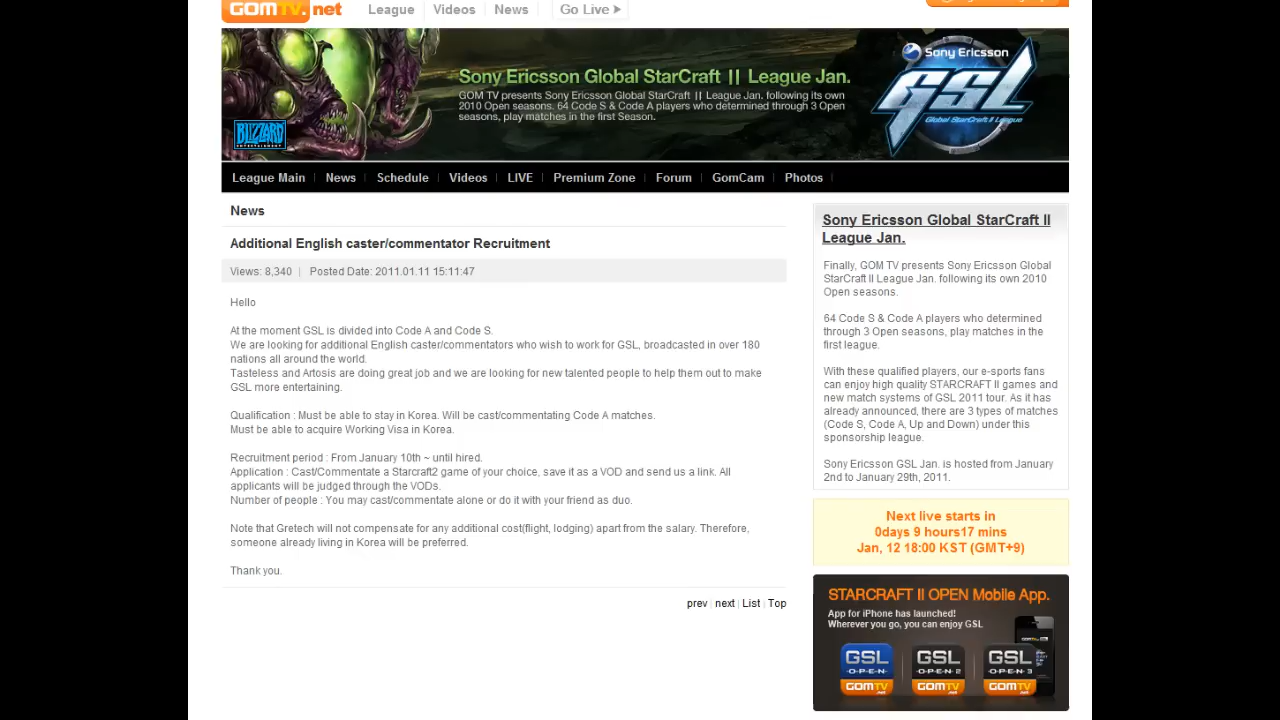 GOMTV.net League Videos News Go Live
Sony Ericsson
Sony Ericsson Global StarCraft II League Jan.
GOM TV presents Sony Ericsson Global StarCraft II League Jan. following its own
2010 Open seasons. 64 Code S & Code A players who determined through 3 Open
seasons, play matches in the first Season.
GSL
Global StarCraft II League
BLIZZARD
ENTERTAINMENT
League Main News Schedule Videos LIVE Premium Zone Forum GomCam Photos
News
Additional English caster/commentator Recruitment
Views: 8,340 | Posted Date: 2011.01.11 15:11:47
Hello
At the moment GSL is divided into Code A and Code S.
We are looking for additional English caster/commentators who wish to work for GSL, broadcasted in over 180
nations all around the world.
Tasteless and Artosis are doing great job and we are looking for new talented people to help them out to make
GSL more entertaining.
Qualification : Must be able to stay in Korea. Will be cast/commentating Code A matches.
Must be able to acquire Working Visa in Korea.
Recruitment period : From January 10th ~ until hired.
Application : Cast/Commentate a Starcraft2 game of your choice, save it as a VOD and send us a link. All
applicants will be judged through the VODs.
Number of people : You may cast/commentate alone or do it with your friend as duo.
Note that Gretech will not compensate for any additional cost(flight, lodging) apart from the salary. Therefore,
someone already living in Korea will be preferred.
Thank you.
prev | next | List | Top
Sony Ericsson Global StarCraft II
League Jan.
Finally, GOM TV presents Sony Ericsson Global
StarCraft II League Jan. following its own 2010
Open seasons.
64 Code S & Code A players who determined
through 3 Open seasons, play matches in the
first league.
With these qualified players, our e-sports fans
can enjoy high quality STARCRAFT II games and
new match systems of GSL 2011 tour. As it has
already announced, there are 3 types of matches
(Code S, Code A, Up and Down) under this
sponsorship league.
Sony Ericsson GSL Jan. is hosted from January
2nd to January 29th, 2011.
Next live starts in
0days 9 hours17 mins
Jan, 12 18:00 KST (GMT+9)
STARCRAFT II OPEN Mobile App.
App for iPhone has launched!
Wherever you go, you can enjoy GSL
GSL GSL GSL
OPEN OPEN 2 OPEN 3
GOMTV.net GOMTV.net GOMTV.net